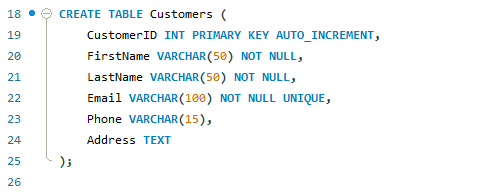 18 CREATE TABLE Customers (
19 CustomerID INT PRIMARY KEY AUTO_INCREMENT,
20 FirstName VARCHAR(50) NOT NULL,
21 LastName VARCHAR(50) NOT NULL,
22 Email VARCHAR(100) NOT NULL UNIQUE,
23 Phone VARCHAR(15),
24 Address TEXT
25 );
26